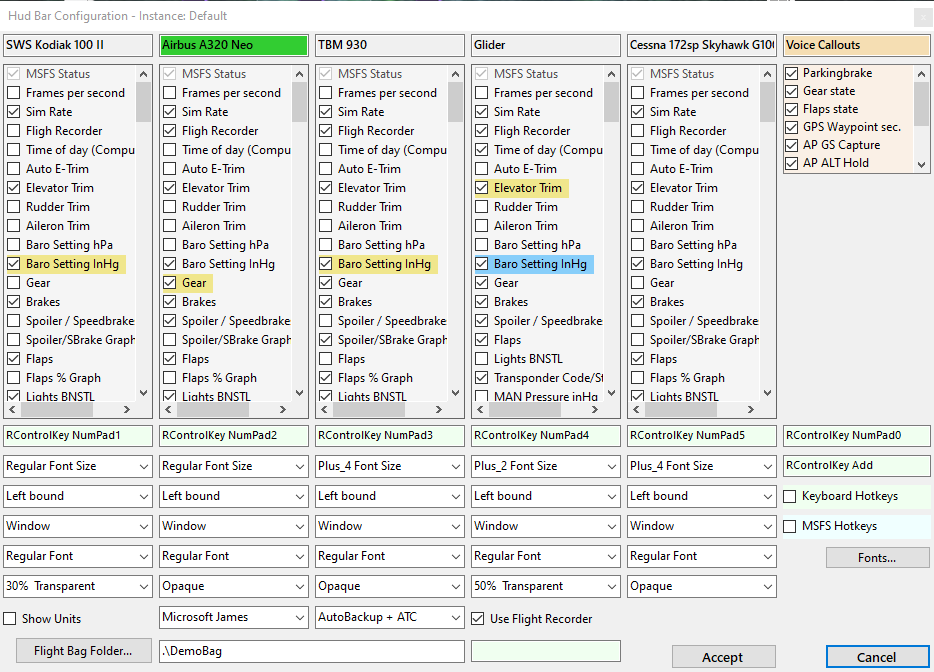 Hud Bar Configuration - Instance: Default
SWS Kodiak 100 II
MSFS Status
Frames per second
Sim Rate
Fligh Recorder
Time of day (Compu
Auto E-Trim
Elevator Trim
Rudder Trim
Aileron Trim
Baro Setting hPa
Baro Setting InHg
Gear
Brakes
Spoiler / Speedbrake
Spoiler/SBrake Graph
Flaps
Flaps % Graph
Lights BNSTL
RControlKey NumPad1
Regular Font Size
Left bound
Window
Regular Font
30% Transparent
Airbus A320 Neo
MSFS Status
Frames per second
Sim Rate
Fligh Recorder
Time of day (Compu
Auto E-Trim
Elevator Trim
Rudder Trim
Aileron Trim
Baro Setting hPa
Baro Setting InHg
Gear
Brakes
Spoiler / Speedbrake
Spoiler/SBrake Graph
Flaps
Flaps % Graph
Lights BNSTL
RControlKey NumPad2
Regular Font Size
Left bound
Window
Regular Font
Opaque
TBM 930
MSFS Status
Frames per second
Sim Rate
Fligh Recorder
Time of day (Compu
Auto E-Trim
Elevator Trim
Rudder Trim
Aileron Trim
Baro Setting hPa
Baro Setting InHg
Gear
Brakes
Spoiler / Speedbrake
Spoiler/SBrake Graph
Flaps
Flaps % Graph
Lights BNSTL
RControlKey NumPad3
Plus_4 Font Size
Left bound
Window
Regular Font
Opaque
Glider
MSFS Status
Frames per second
Sim Rate
Fligh Recorder
Time of day (Compu
Auto E-Trim
Elevator Trim
Rudder Trim
Aileron Trim
Baro Setting hPa
Baro Setting InHg
Gear
Brakes
Spoiler / Speedbrake
Flaps
Lights BNSTL
Transponder Code/St
MAN Pressure inHg
RControlKey NumPad4
Plus_2 Font Size
Left bound
Window
Regular Font
50% Transparent
Cessna 172sp Skyhawk G100
MSFS Status
Frames per second
Sim Rate
Fligh Recorder
Time of day (Compu
Auto E-Trim
Elevator Trim
Rudder Trim
Aileron Trim
Baro Setting hPa
Baro Setting InHg
Gear
Brakes
Spoiler / Speedbrake
Spoiler/SBrake Graph
Flaps
Flaps % Graph
Lights BNSTL
RControlKey NumPad5
Plus_4 Font Size
Left bound
Window
Regular Font
Opaque
Voice Callouts
Parkingbrake
Gear state
Flaps state
GPS Waypoint sec.
AP GS Capture
AP ALT Hold
RControlKey NumPad0
RControlKey Add
Keyboard Hotkeys
MSFS Hotkeys
Fonts...
Show Units
Microsoft James
AutoBackup + ATC
Use Flight Recorder
Flight Bag Folder...
.\DemoBag
Accept
Cancel